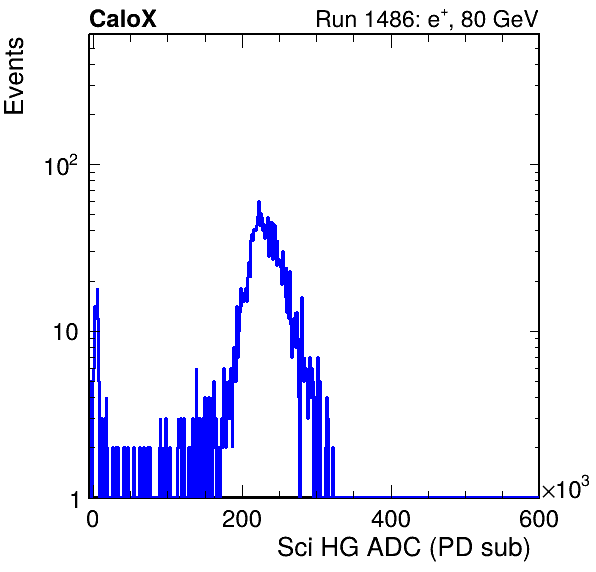 CaloX Run 1486: e⁺, 80 GeV
Events
10²
10
1
0 200 400 600
×10³
Sci HG ADC (PD sub)